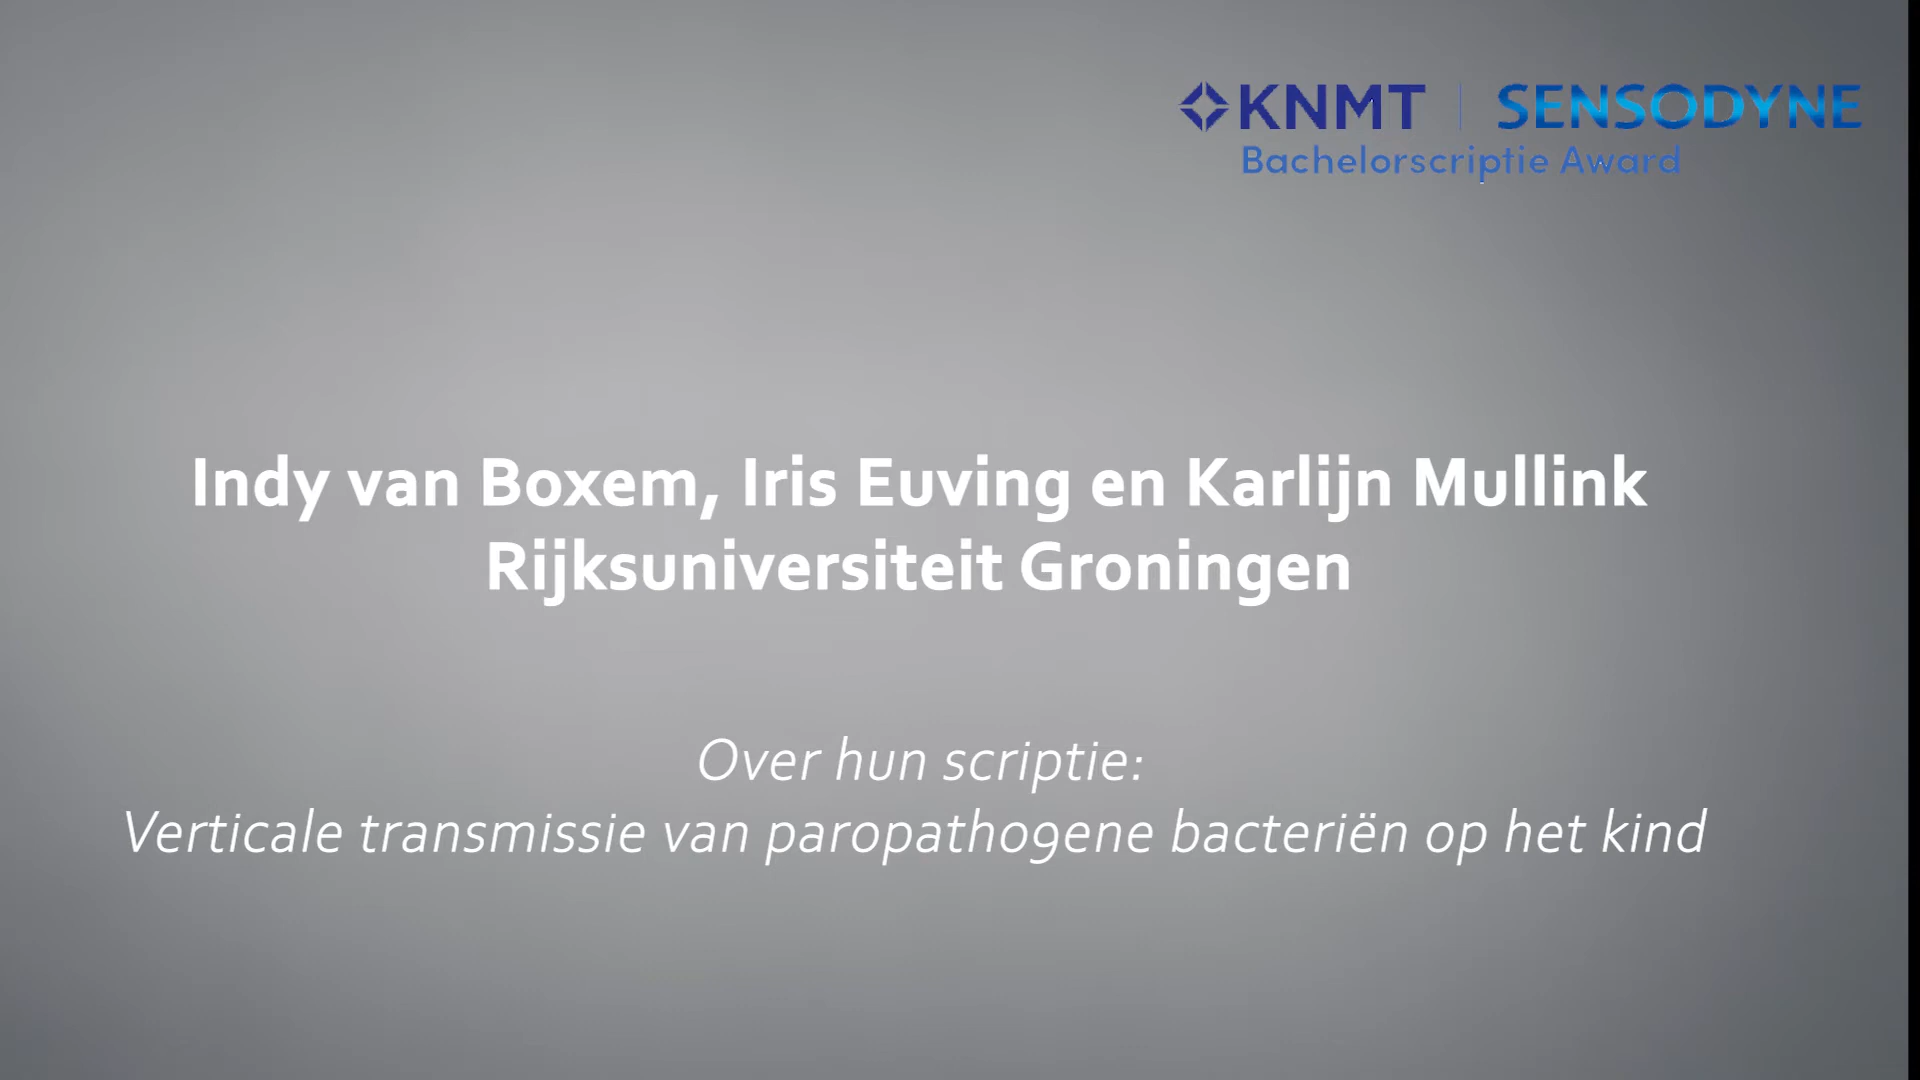 KNMT | SENSODYNE
Bachelorscriptie Award
Indy van Boxem, Iris Euving en Karlijn Mullink
Rijksuniversiteit Groningen
Over hun scriptie:
Verticale transmissie van paropathogene bacteriën op het kind